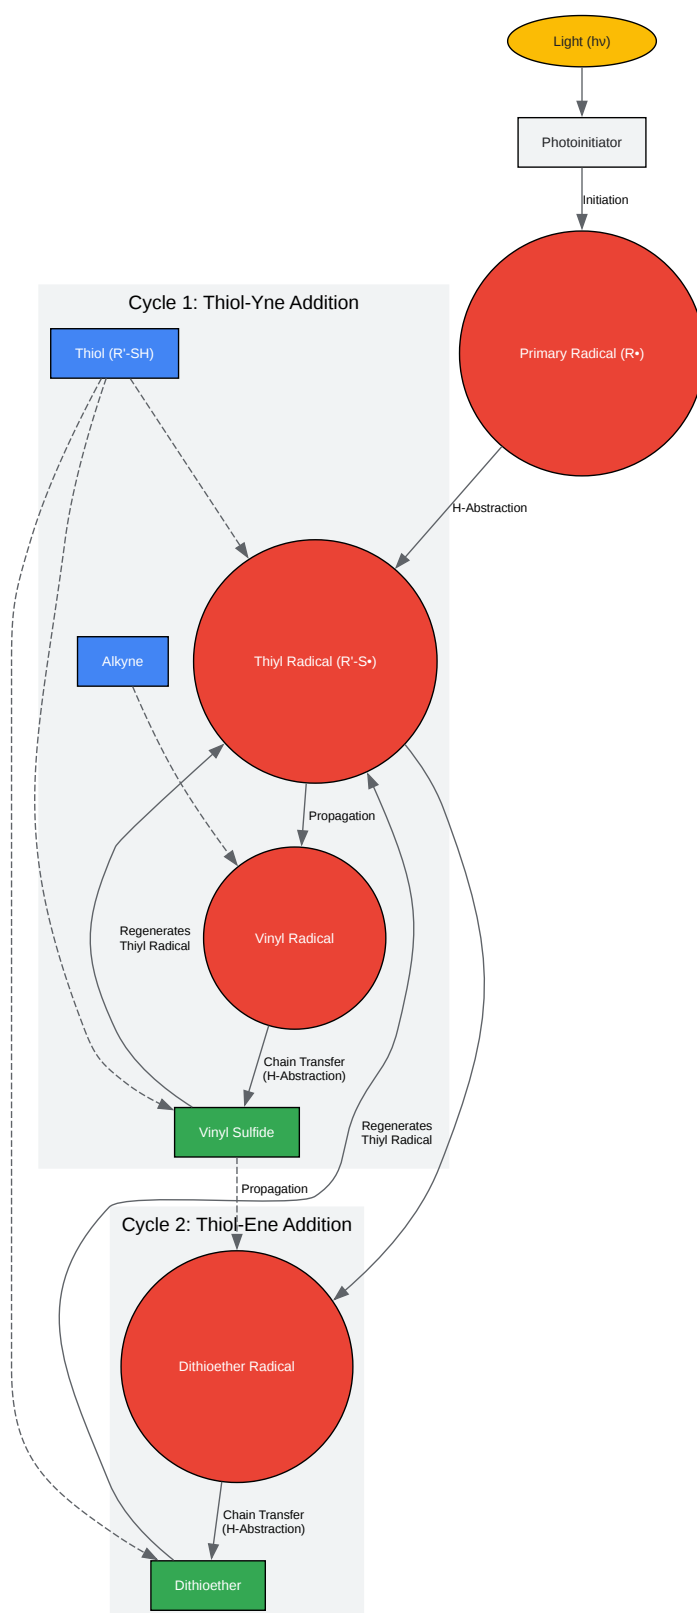 Light (hν)
Photoinitiator
Initiation
Cycle 1: Thiol-Yne Addition
Thiol (R'-SH)
Primary Radical (R•)
H-Abstraction
Alkyne
Thiyl Radical (R'-S•)
Propagation
Regenerates
Thiyl Radical
Vinyl Radical
Chain Transfer
(H-Abstraction)
Vinyl Sulfide
Regenerates
Thiyl Radical
Propagation
Cycle 2: Thiol-Ene Addition
Dithioether Radical
Chain Transfer
(H-Abstraction)
Dithioether